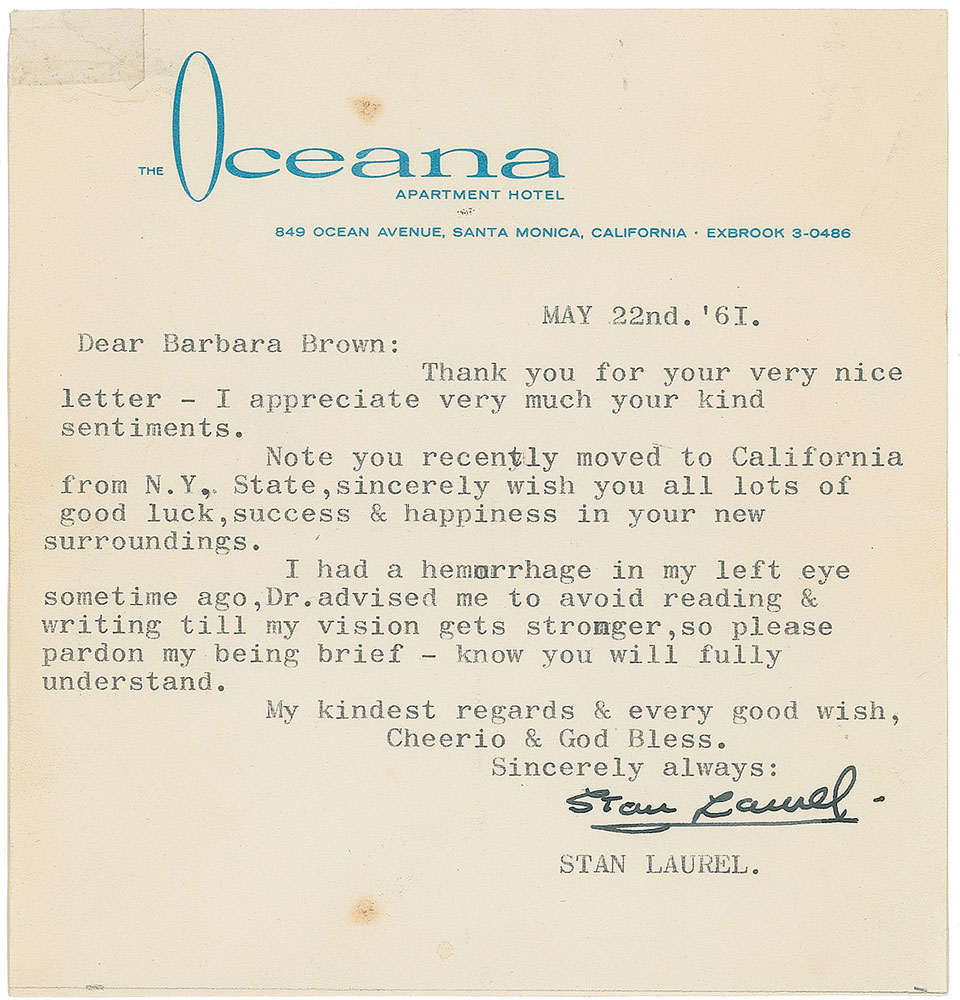 THE Oceana
APARTMENT HOTEL
849 OCEAN AVENUE, SANTA MONICA, CALIFORNIA · EXBROOK 3-0486
MAY 22nd.'6I.
Dear Barbara Brown:
Thank you for your very nice
letter - I appreciate very much your kind
sentiments.
Note you recently moved to California
from N.Y,. State,sincerely wish you all lots of
good luck,success & happiness in your new
surroundings.
I had a hemorrhage in my left eye
sometime ago,Dr.advised me to avoid reading &
writing till my vision gets stronger,so please
pardon my being brief - know you will fully
understand.
My kindest regards & every good wish,
Cheerio & God Bless.
Sincerely always:
Stan Laurel.
STAN LAUREL.